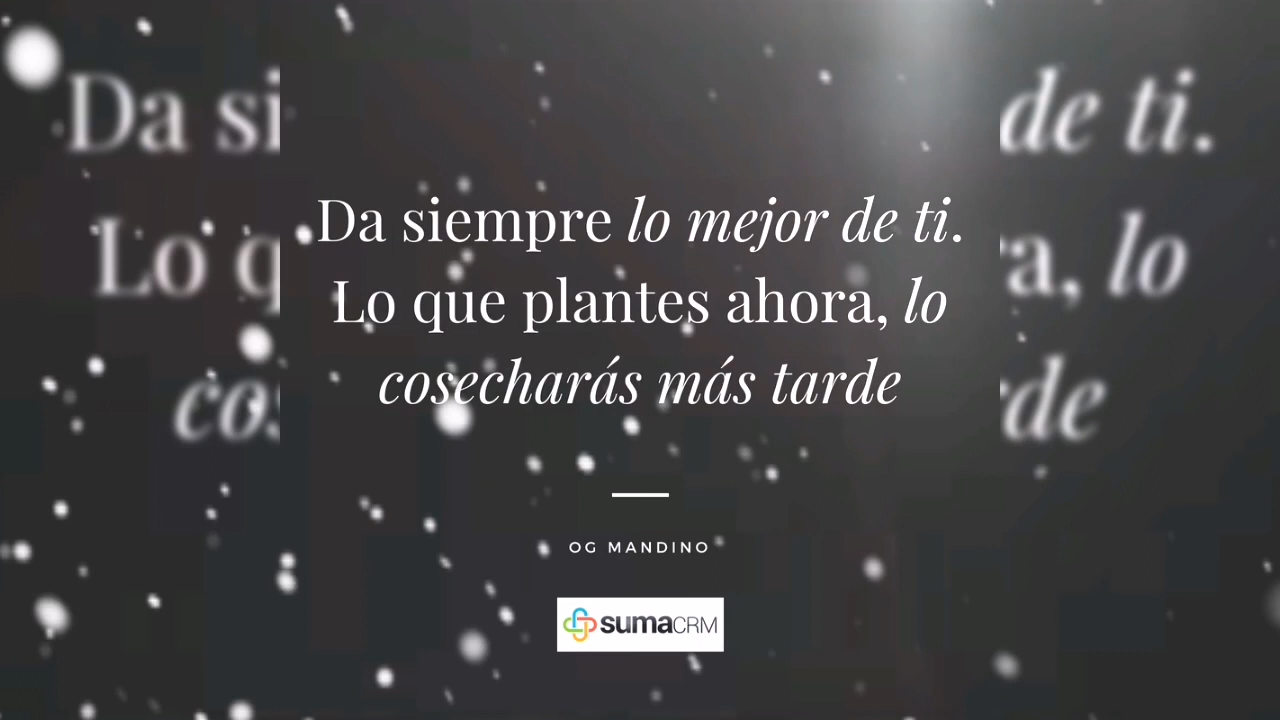 Da siempre lo mejor de ti.
Lo que plantes ahora, lo
cosecharás más tarde
OG MANDINO
sumaCRM